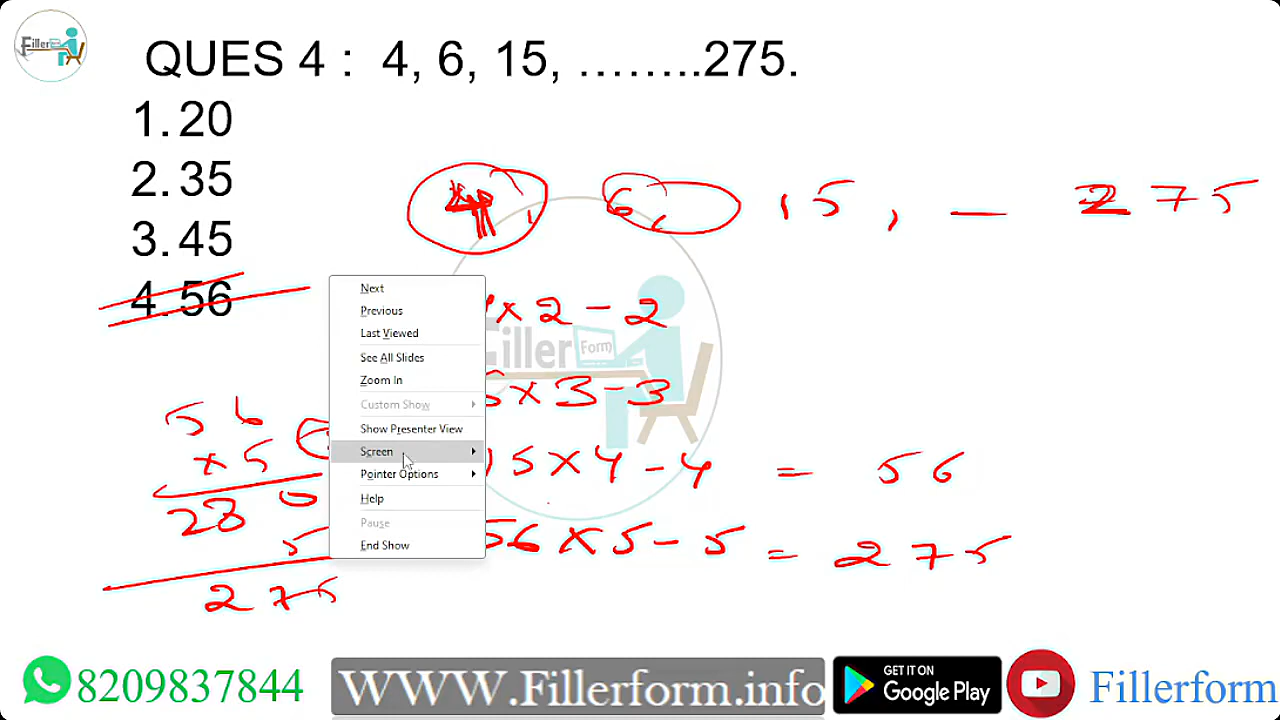 Filler
QUES 4 : 4, 6, 15, ……..275.
1. 20
2. 35
3. 45
4. 56
6, 15, — 275
Next
Previous
Last Viewed
See All Slides
Zoom In
Custom Show
Show Presenter View
Screen
Pointer Options
Help
Pause
End Show
x 2 - 2
x 3 - 3
15 x 4 - 4 = 56
56 x 5 - 5 = 275
56
x 5
280
5
275
Filler Form
8209837844
WWW.Fillerform.info
GET IT ON
Google Play
Fillerform